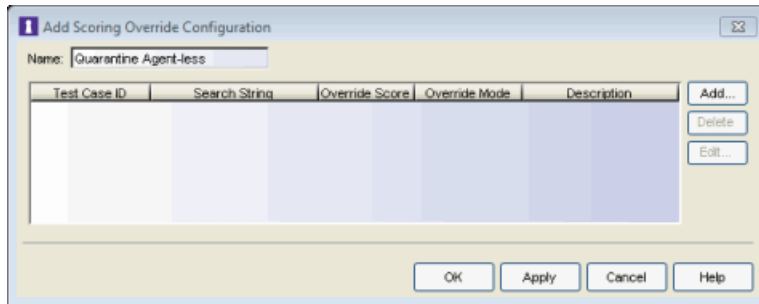 Add Scoring Override Configuration
Name: Quarantine Agent-less
Test Case ID Search String Override Score Override Mode Description
Add...
Delete
Edit...
OK Apply Cancel Help